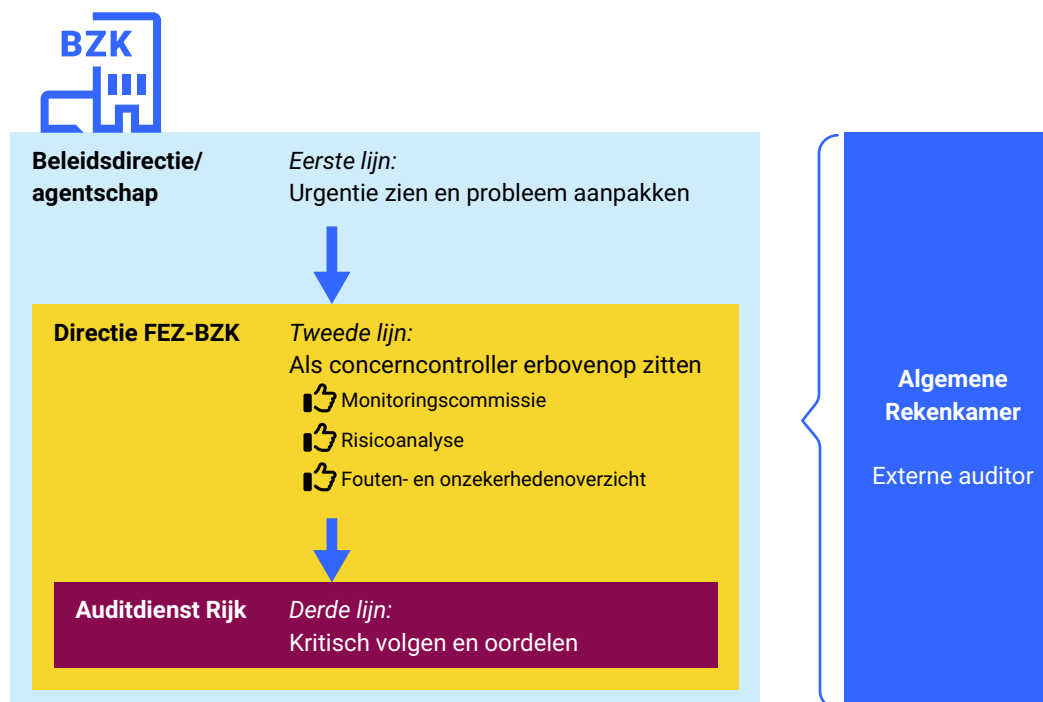 BZK
Beleidsdirectie/
agentschap
Eerste lijn:
Urgentie zien en probleem aanpakken
Directie FEZ-BZK
Tweede lijn:
Als concerncontroller erbovenop zitten
Monitoringscommissie
Risicoanalyse
Fouten- en onzekerhedenoverzicht
Auditdienst Rijk
Derde lijn:
Kritisch volgen en oordelen
Algemene
Rekenkamer
Externe auditor